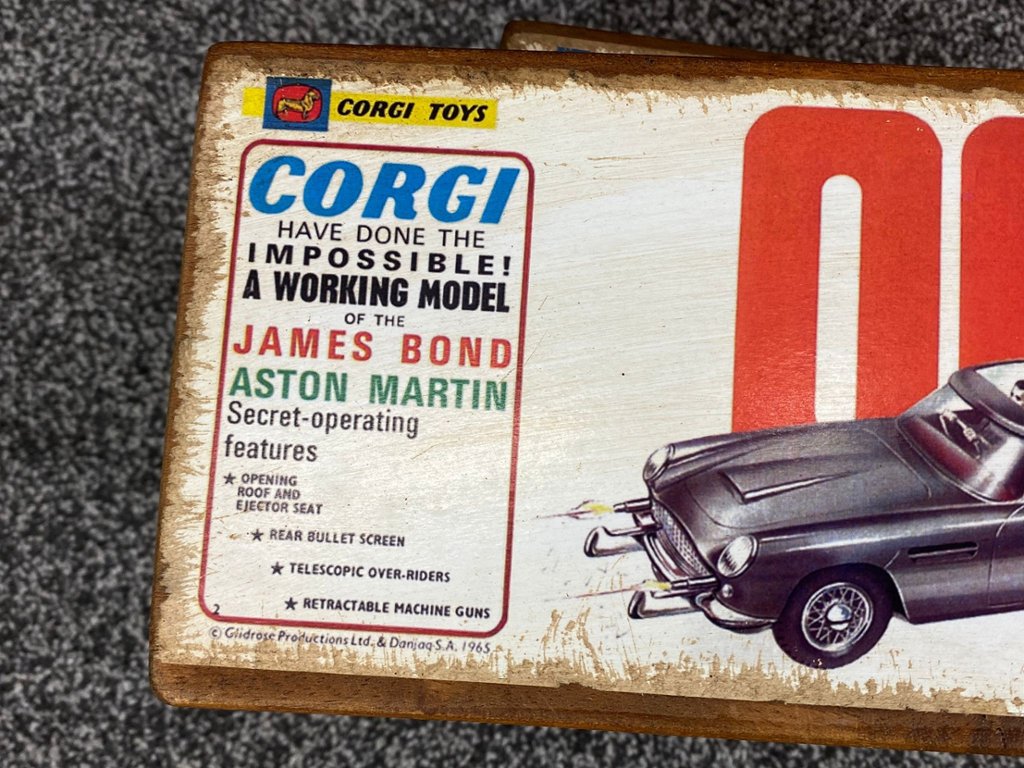 CORGI TOYS
CORGI
HAVE DONE THE
IMPOSSIBLE!
A WORKING MODEL
OF THE
JAMES BOND
ASTON MARTIN
Secret-operating
features
★ OPENING
ROOF AND
EJECTOR SEAT
★ REAR BULLET SCREEN
★ TELESCOPIC OVER-RIDERS
★ RETRACTABLE MACHINE GUNS
2
© Glidrose Productions Ltd. & Danjaq S.A. 1965
00